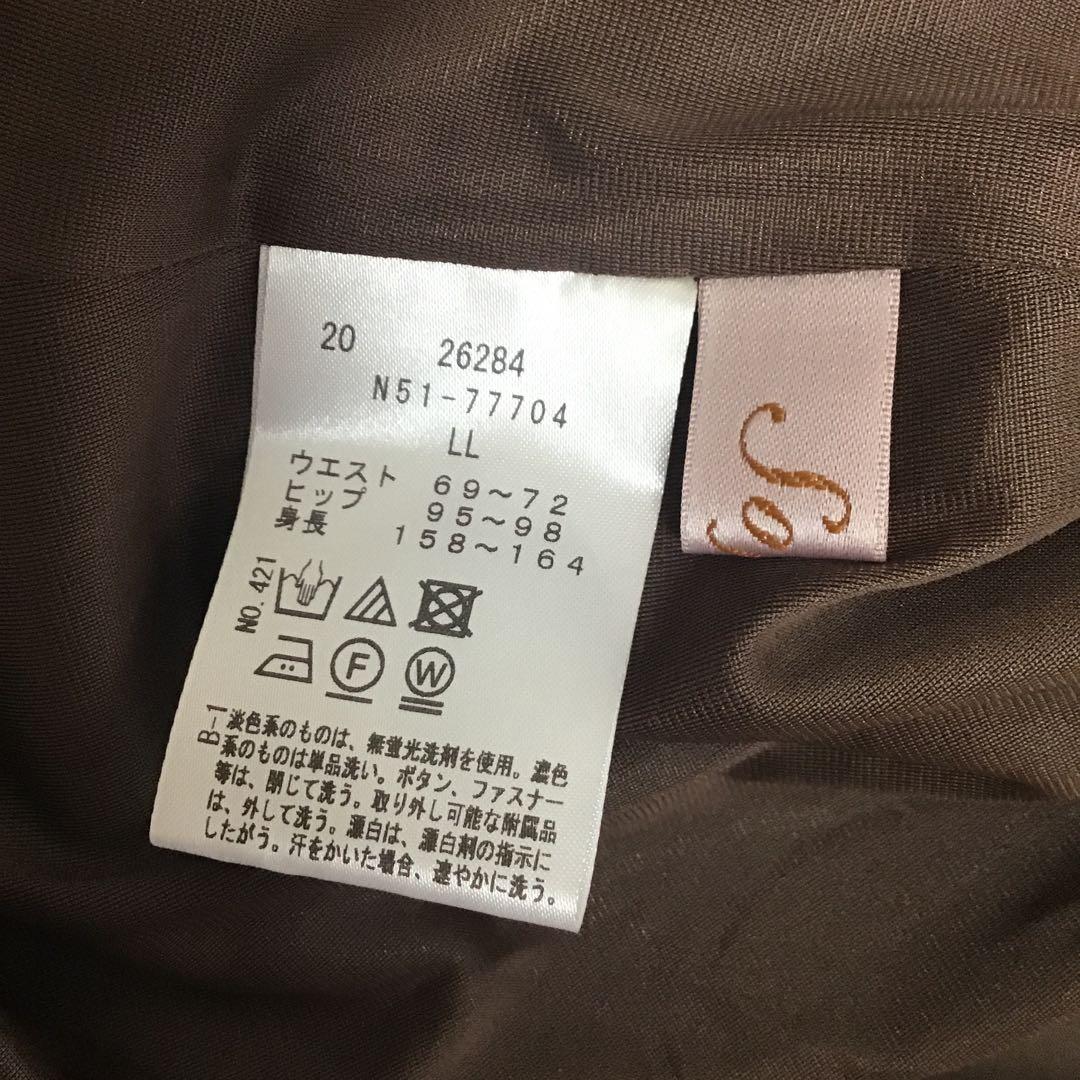 20 26284
N51-77704
LL
ウエスト 69～72
ヒップ 95～98
身長 158～164
NO.421
F W
B-1
淡色系のものは、無蛍光洗剤を使用。濃色
系のものは単品洗い。ボタン、ファスナー
等は、閉じて洗う。取り外し可能な附属品
は、外して洗う。漂白は、漂白剤の指示に
したがう。汗をかいた場合、速やかに洗う。